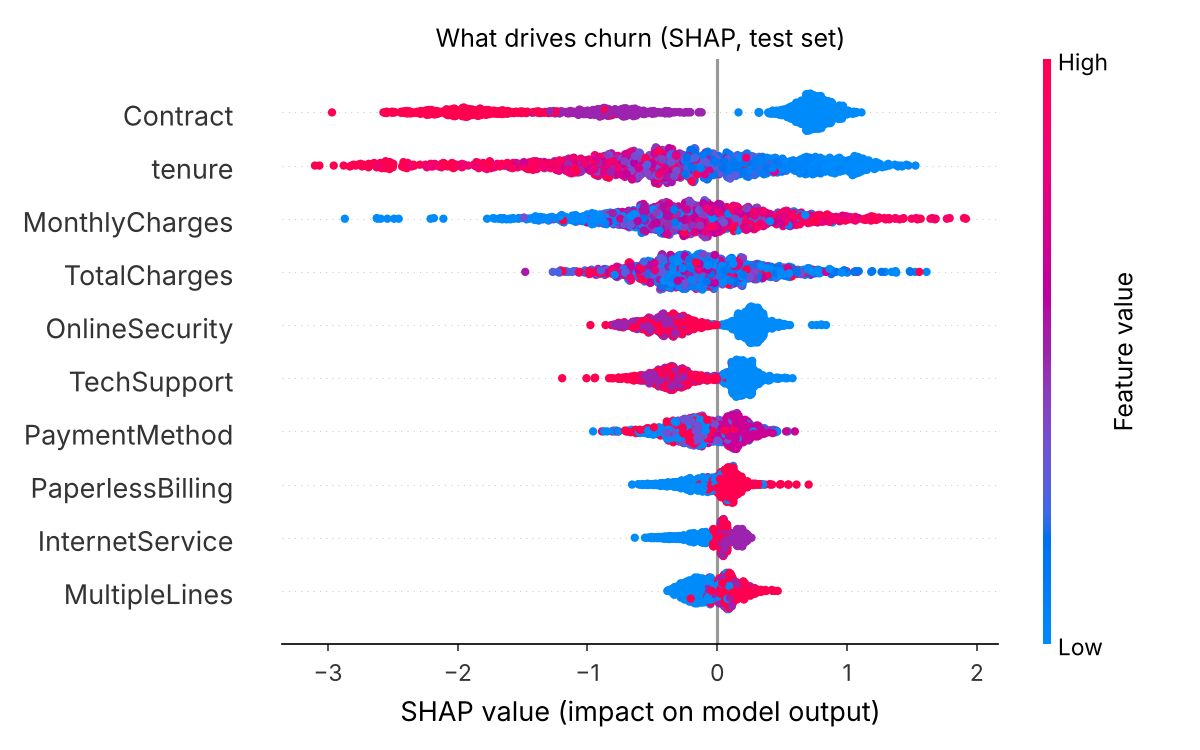 What drives churn (SHAP, test set)
High
Contract
tenure
MonthlyCharges
TotalCharges
OnlineSecurity
TechSupport
PaymentMethod
PaperlessBilling
InternetService
MultipleLines
Feature value
Low
−3 −2 −1 0 1 2
SHAP value (impact on model output)